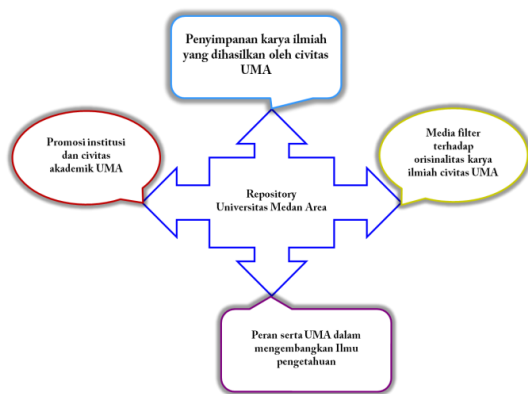 Penyimpanan karya ilmiah
yang dihasilkan oleh civitas
UMA
Promosi institusi
dan civitas
akademik UMA
Repository
Universitas Medan Area
Media filter
terhadap
orisinalitas karya
ilmiah civitas UMA
Peran serta UMA dalam
mengembangkan Ilmu
pengetahuan